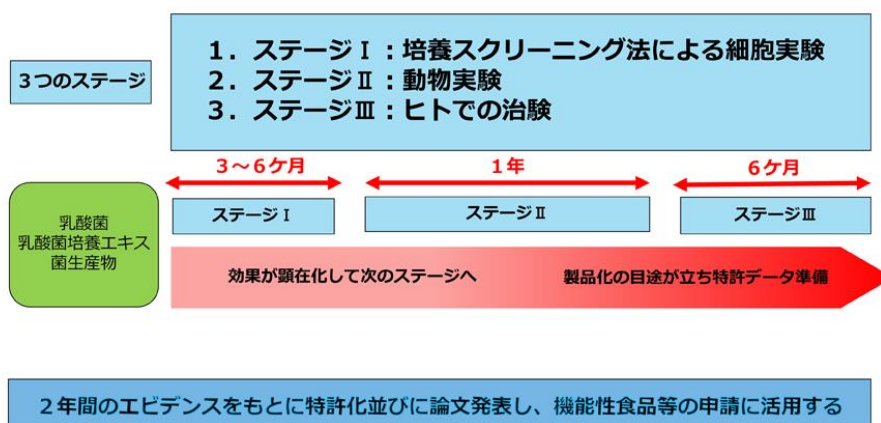 3つのステージ
1．ステージⅠ：培養スクリーニング法による細胞実験
2．ステージⅡ：動物実験
3．ステージⅢ：ヒトでの治験
3～6ケ月
1年
6ケ月
乳酸菌
乳酸菌培養エキス
菌生産物
ステージⅠ
ステージⅡ
ステージⅢ
効果が顕在化して次のステージへ
製品化の目途が立ち特許データ準備
2年間のエビデンスをもとに特許化並びに論文発表し、機能性食品等の申請に活用する